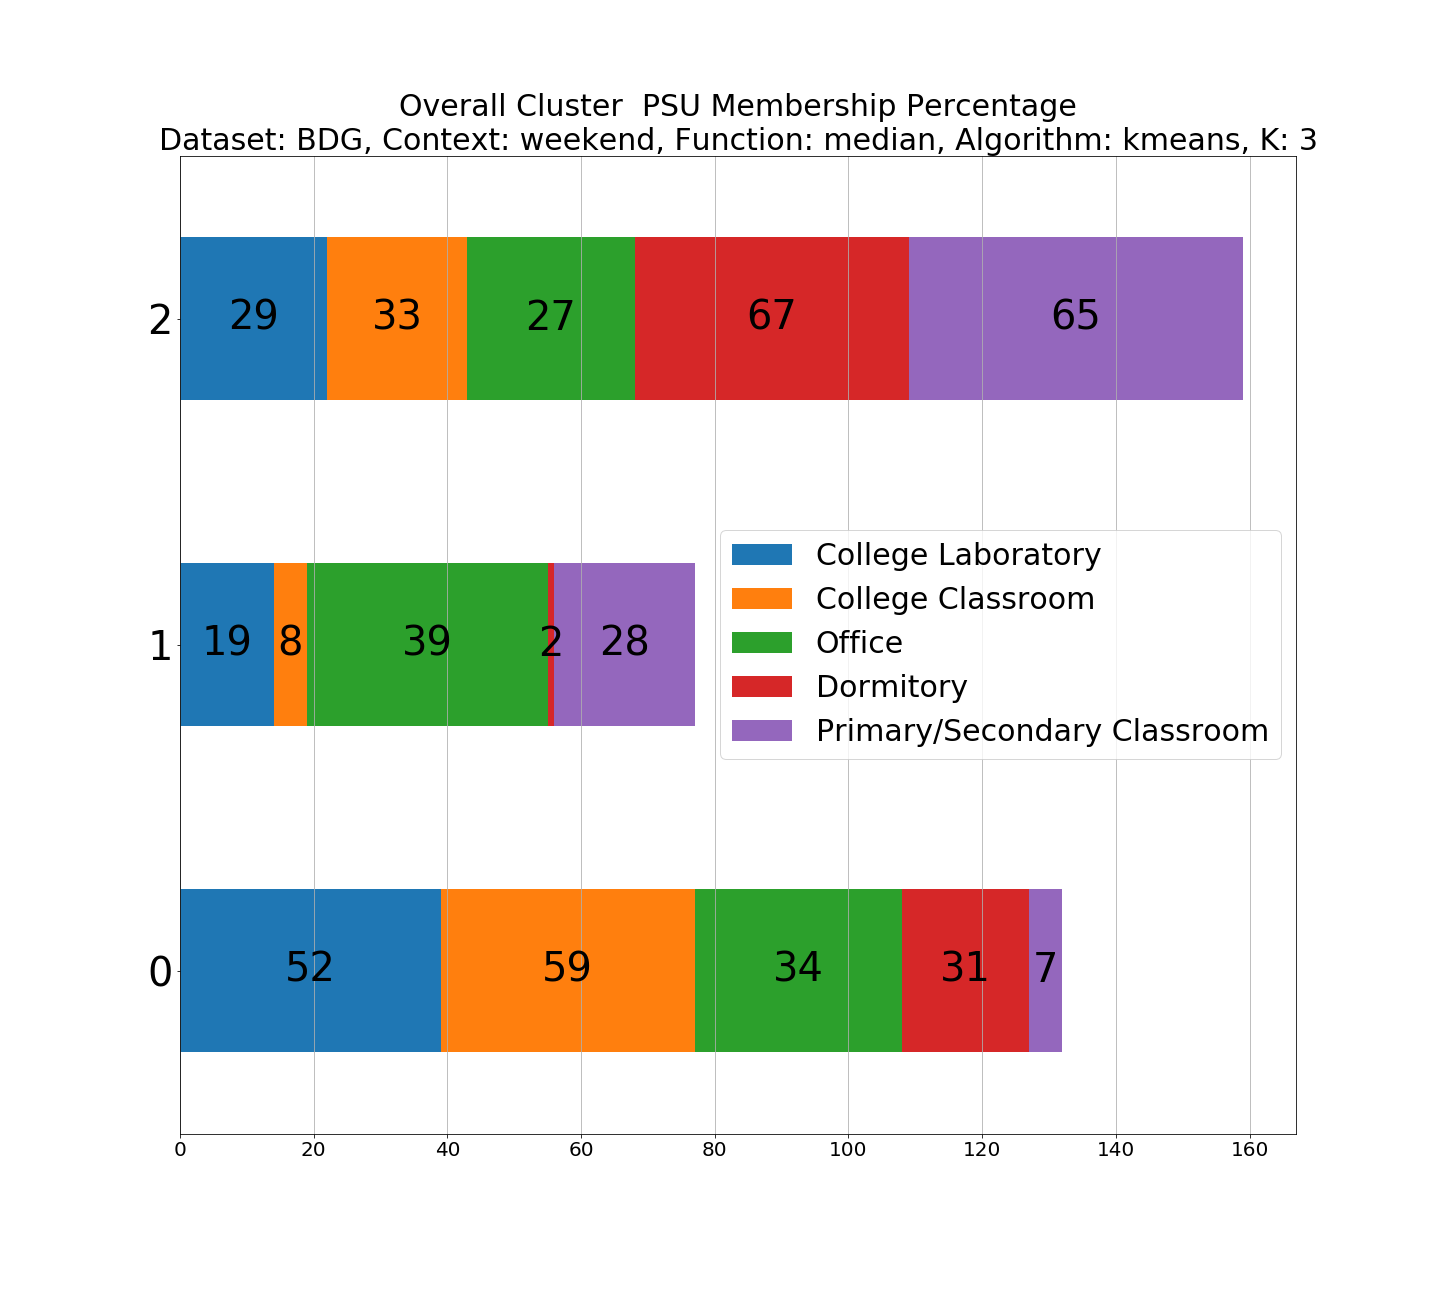 Overall Cluster  PSU Membership Percentage
Dataset: BDG, Context: weekend, Function: median, Algorithm: kmeans, K: 3
2
29 33 27 67 65
College Laboratory
College Classroom
Office
Dormitory
Primary/Secondary Classroom
1
19 8 39 2 28
0
52 59 34 31 7
0 20 40 60 80 100 120 140 160